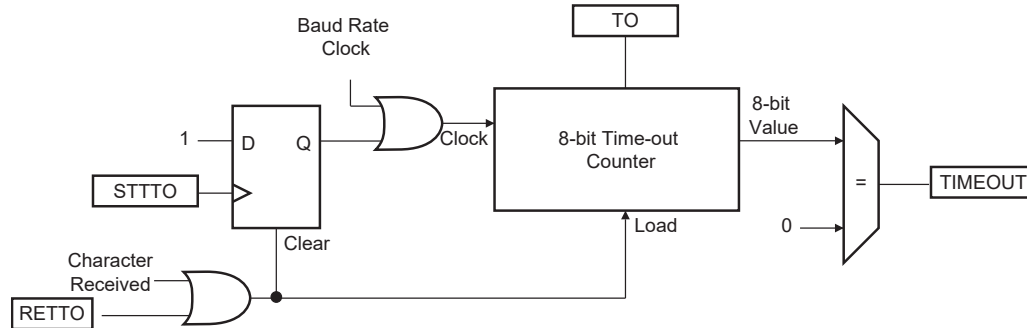 TO
Baud Rate
Clock
8-bit
Value
1
D
Q
Clock
8-bit Time-out
Counter
STTTO
=
TIMEOUT
Clear
Load
0
Character
Received
RETTO